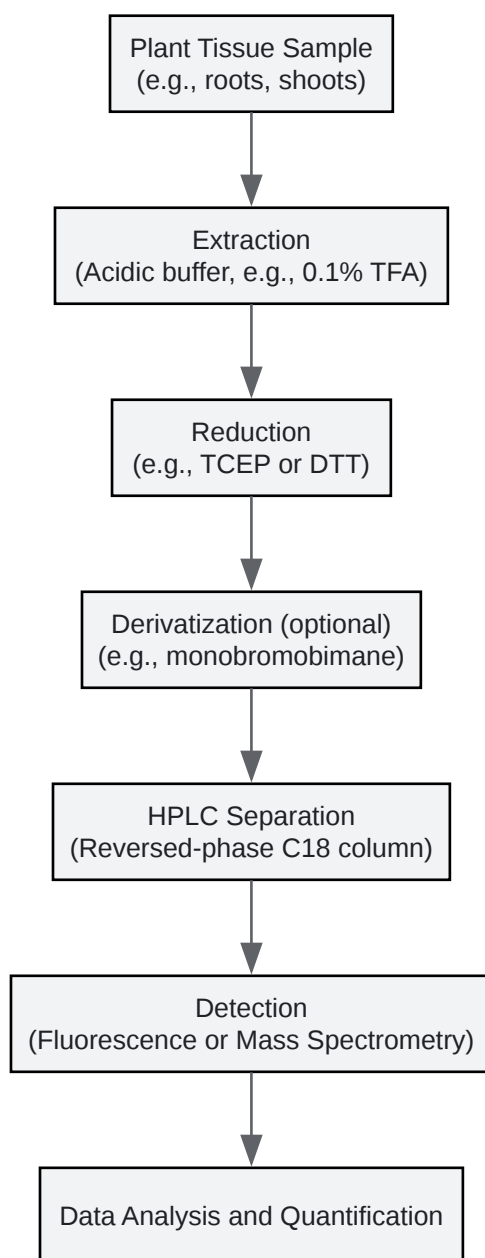 Plant Tissue Sample
(e.g., roots, shoots)
Extraction
(Acidic buffer, e.g., 0.1% TFA)
Reduction
(e.g., TCEP or DTT)
Derivatization (optional)
(e.g., monobromobimane)
HPLC Separation
(Reversed-phase C18 column)
Detection
(Fluorescence or Mass Spectrometry)
Data Analysis and Quantification